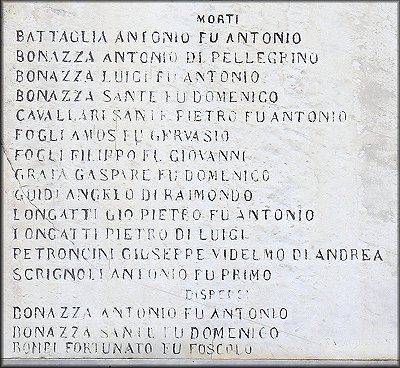 MORTI
BATTAGLIA ANTONIO FU ANTONIO
BONAZZA ANTONIO DI PELLEGRINO
BONAZZA LUIGI FU ANTONIO
BONAZZA SANTE FU DOMENICO
CAVALLARI SANTE PIETRO FU ANTONIO
FOGLI AMOS FU GERVASIO
FOGLI FILIPPO FU GIOVANNI
GRATA GASPARE FU DOMENICO
GUIDI ANGELO DI RAIMONDO
LONGATTI GIO PIETRO FU ANTONIO
LONGATTI PIETRO DI LUIGI
PETRONCINI GIUSEPPE VIDELMO DI ANDREA
SCRIGNOLI ANTONIO FU PRIMO
DISPERSI
BONAZZA ANTONIO FU ANTONIO
BONAZZA SANTE FU DOMENICO
BONPI FORTUNATO FU FOSCOLO